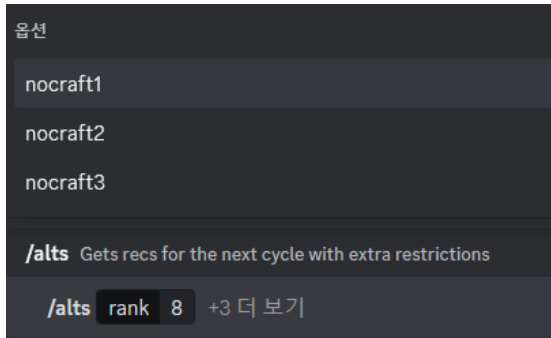 옵션
nocraft1
nocraft2
nocraft3
/alts Gets recs for the next cycle with extra restrictions
/alts rank 8 +3 더 보기